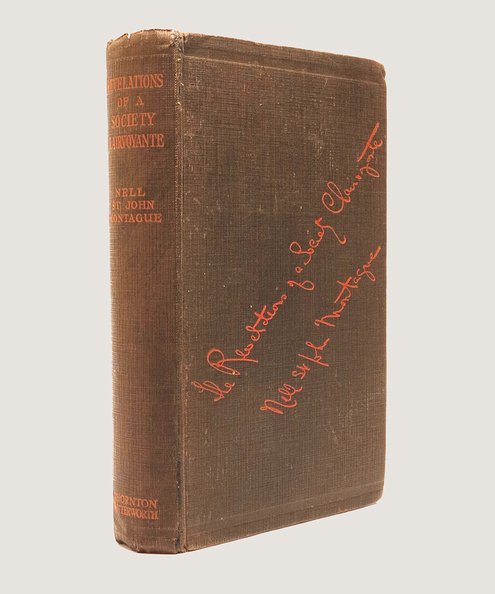 REVELATIONS
OF A
SOCIETY
CLAIRVOYANTE
NELL
ST. JOHN
MONTAGUE
THORNTON
BUTTERWORTH
The Revelations of a Society Clairvoyante
Nell St John Montague